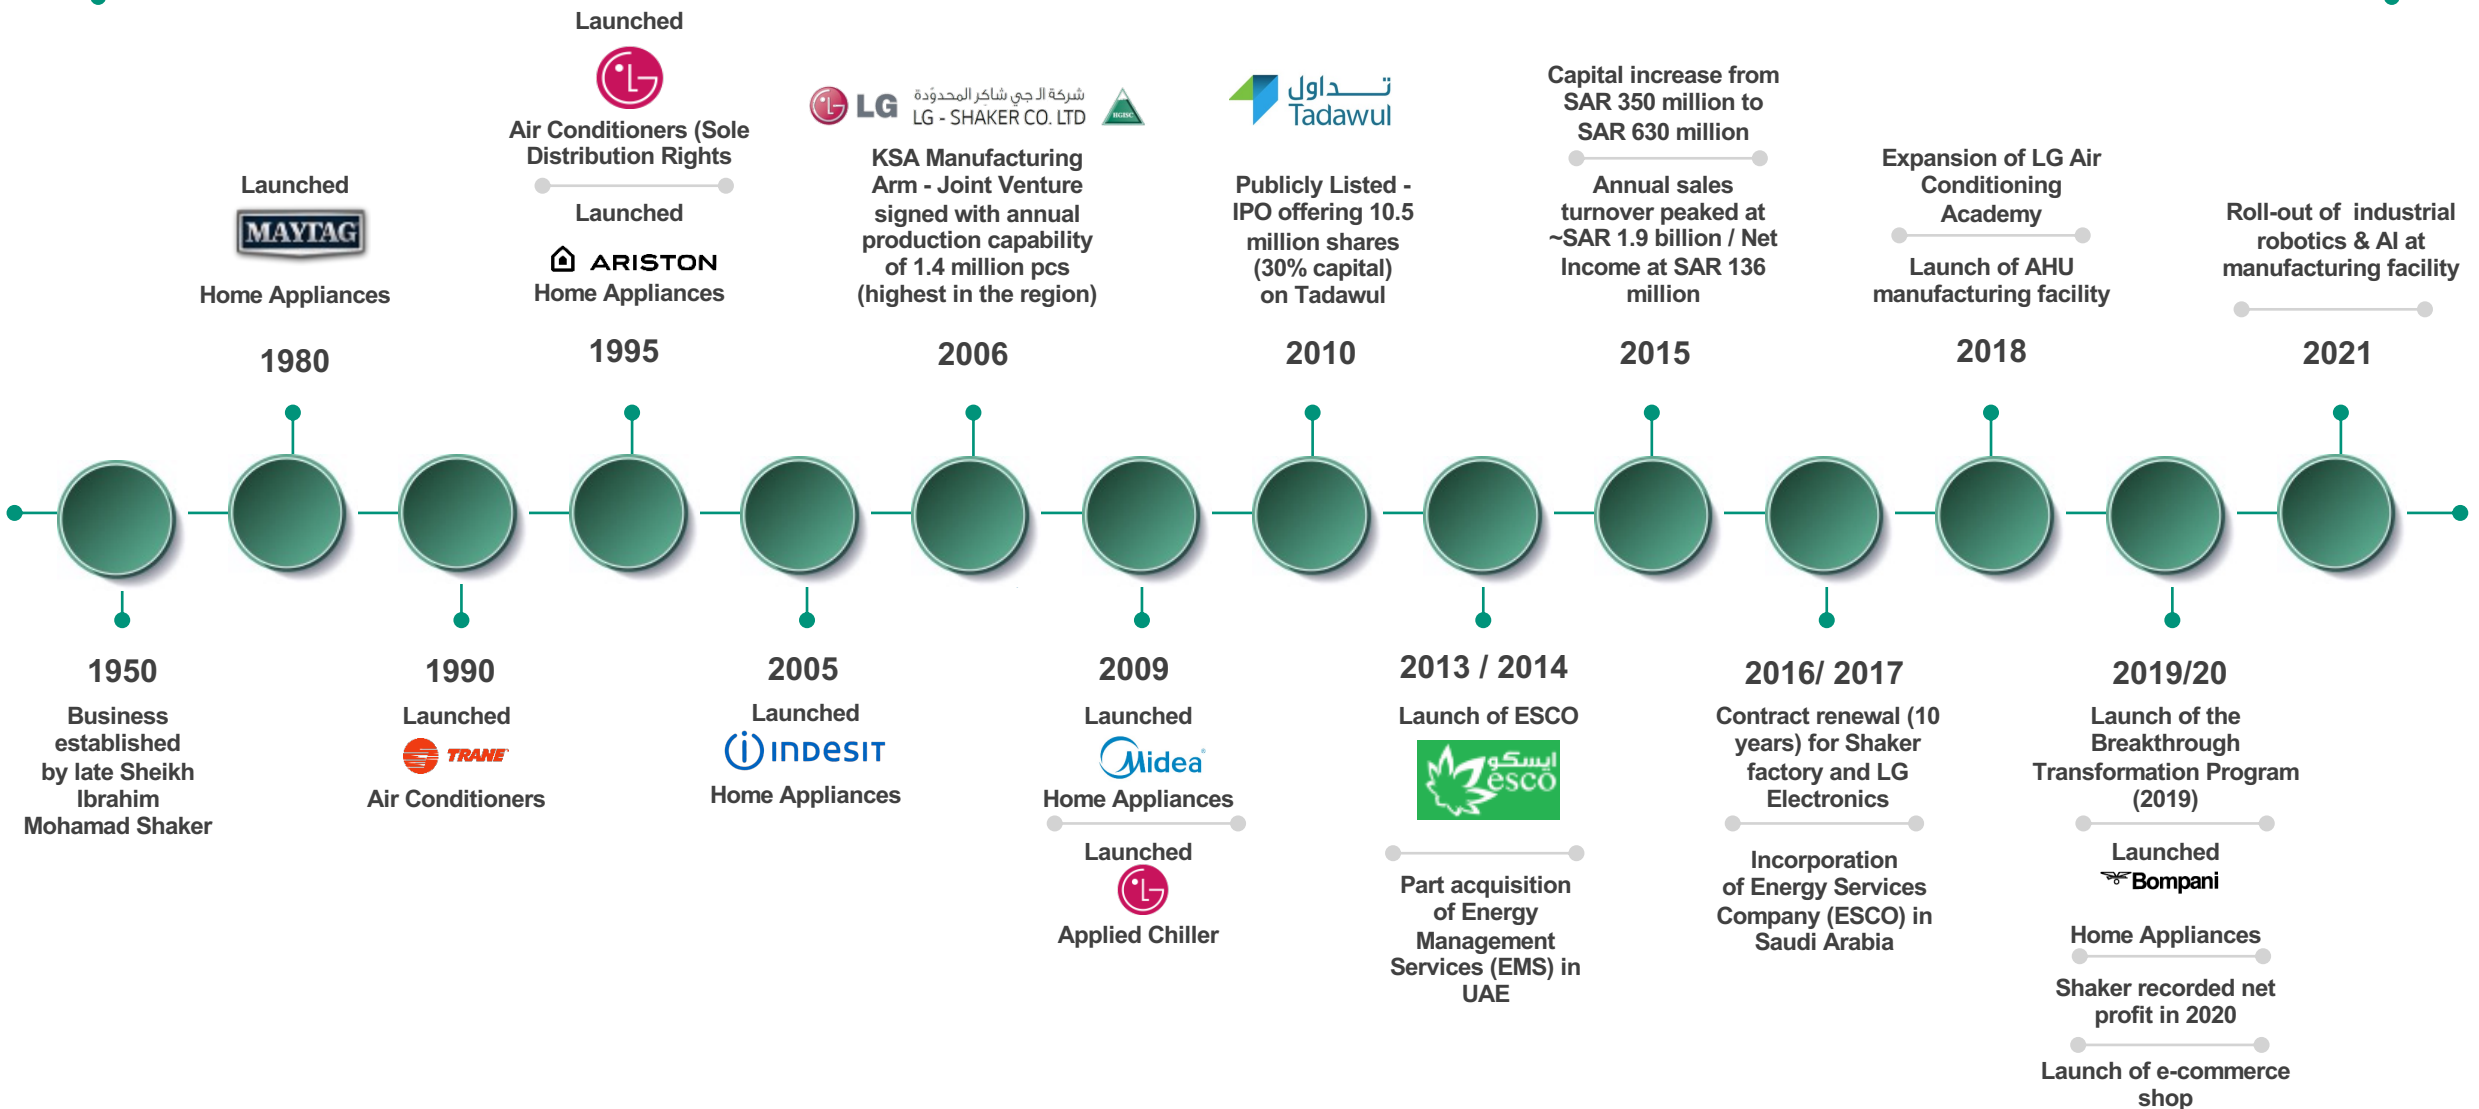 Launched
MAYTAG
Home Appliances
1980
Launched
LG
Air Conditioners (Sole
Distribution Rights
Launched
ARISTON
Home Appliances
1995
LG
شركة ال جي شاكر المحدودة
LG - SHAKER CO. LTD
HGISC
KSA Manufacturing
Arm - Joint Venture
signed with annual
production capability
of 1.4 million pcs
(highest in the region)
2006
تداول
Tadawul
Publicly Listed -
IPO offering 10.5
million shares
(30% capital)
on Tadawul
2010
Capital increase from
SAR 350 million to
SAR 630 million
Annual sales
turnover peaked at
~SAR 1.9 billion / Net
Income at SAR 136
million
2015
Expansion of LG Air
Conditioning
Academy
Launch of AHU
manufacturing facility
2018
Roll-out of industrial
robotics & AI at
manufacturing facility
2021
1950
Business
established
by late Sheikh
Ibrahim
Mohamad Shaker
1990
Launched
TRANE
Air Conditioners
2005
Launched
indesit
Home Appliances
2009
Launched
Midea
Home Appliances
Launched
LG
Applied Chiller
2013 / 2014
Launch of ESCO
ايسكو
esco
Part acquisition
of Energy
Management
Services (EMS) in
UAE
2016/ 2017
Contract renewal (10
years) for Shaker
factory and LG
Electronics
Incorporation
of Energy Services
Company (ESCO) in
Saudi Arabia
2019/20
Launch of the
Breakthrough
Transformation Program
(2019)
Launched
Bompani
Home Appliances
Shaker recorded net
profit in 2020
Launch of e-commerce
shop